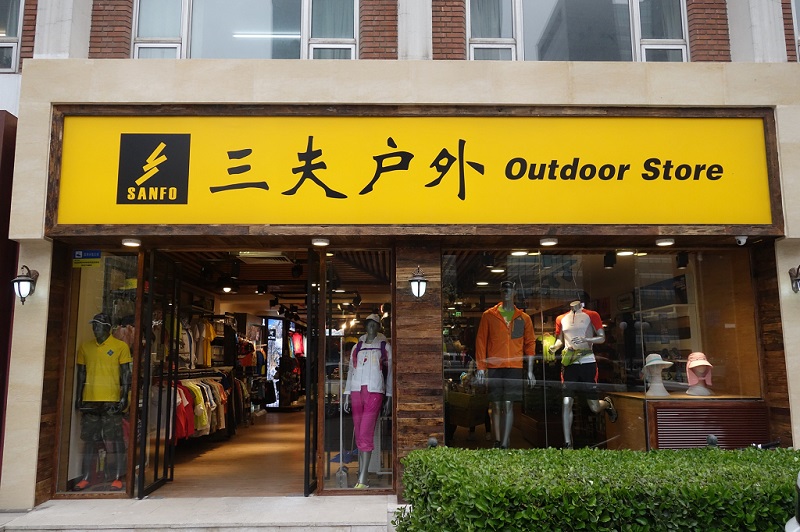 SANFO
三夫户外 Outdoor Store